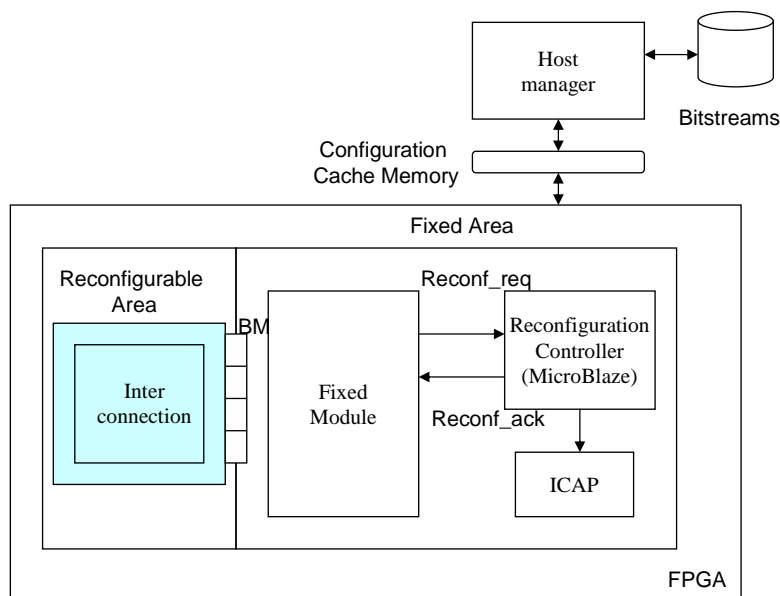 Host
manager
Bitstreams
Configuration
Cache Memory
Fixed Area
Reconfigurable
Area
Reconf_req
BM
Reconfiguration
Controller
(MicroBlaze)
Inter
connection
Fixed
Module
Reconf_ack
ICAP
FPGA